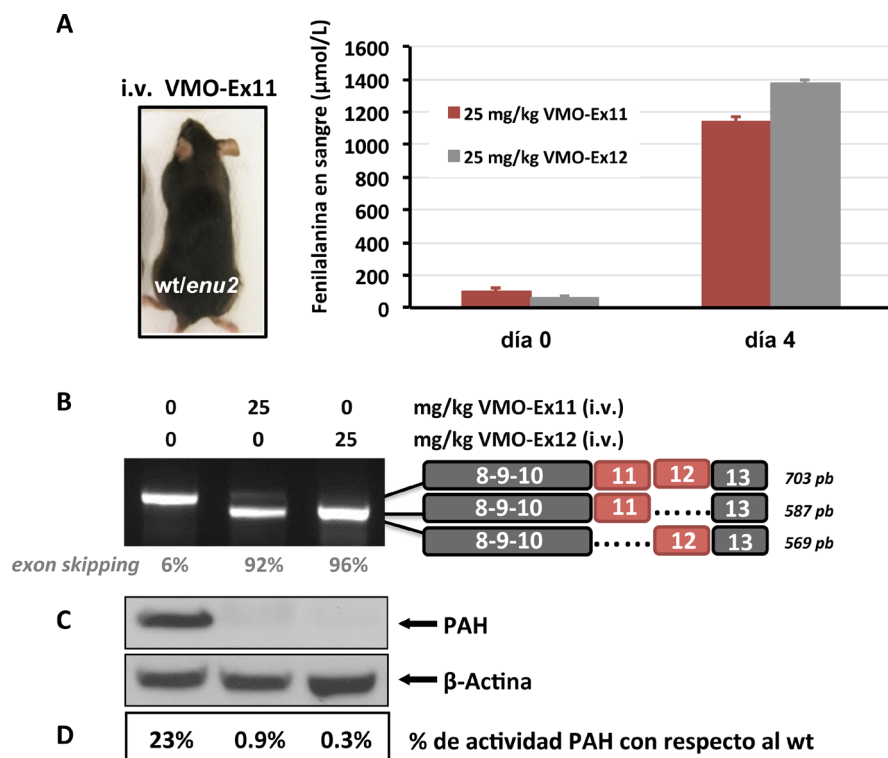 A
i.v. VMO-Ex11
wt/enu2
Fenilalanina en sangre (μmol/L)
1600
1400
1200
1000
800
600
400
200
0
25 mg/kg VMO-Ex11
25 mg/kg VMO-Ex12
día 0 día 4
B
0 25 0 mg/kg VMO-Ex11 (i.v.)
0 0 25 mg/kg VMO-Ex12 (i.v.)
8-9-10 11 12 13 703 pb
8-9-10 11 ...... 13 587 pb
8-9-10 ...... 12 13 569 pb
exon skipping 6% 92% 96%
C
PAH
β-Actina
D 23% 0.9% 0.3% % de actividad PAH con respecto al wt